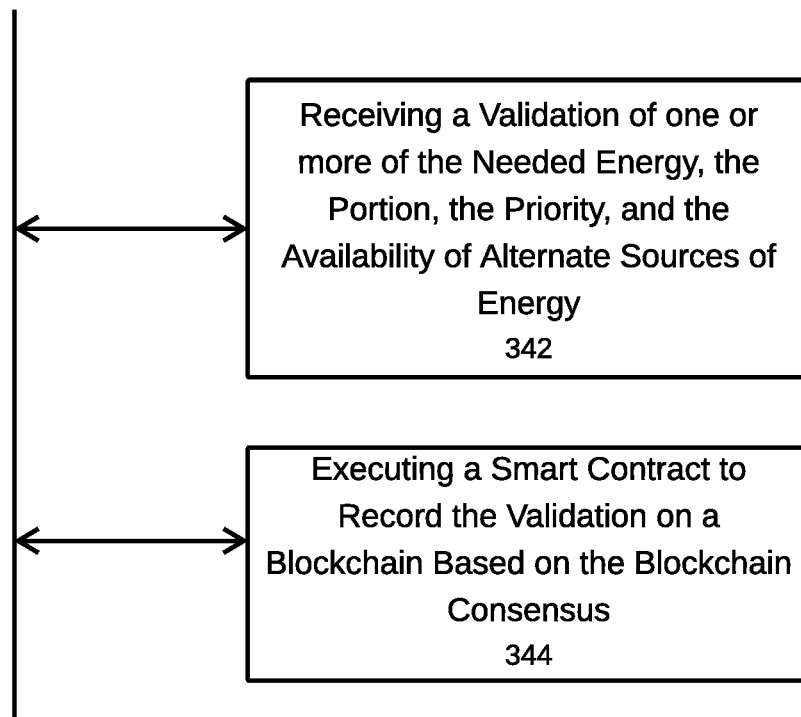 Receiving a Validation of one or
more of the Needed Energy, the
Portion, the Priority, and the
Availability of Alternate Sources of
Energy
342
Executing a Smart Contract to
Record the Validation on a
Blockchain Based on the Blockchain
Consensus
344